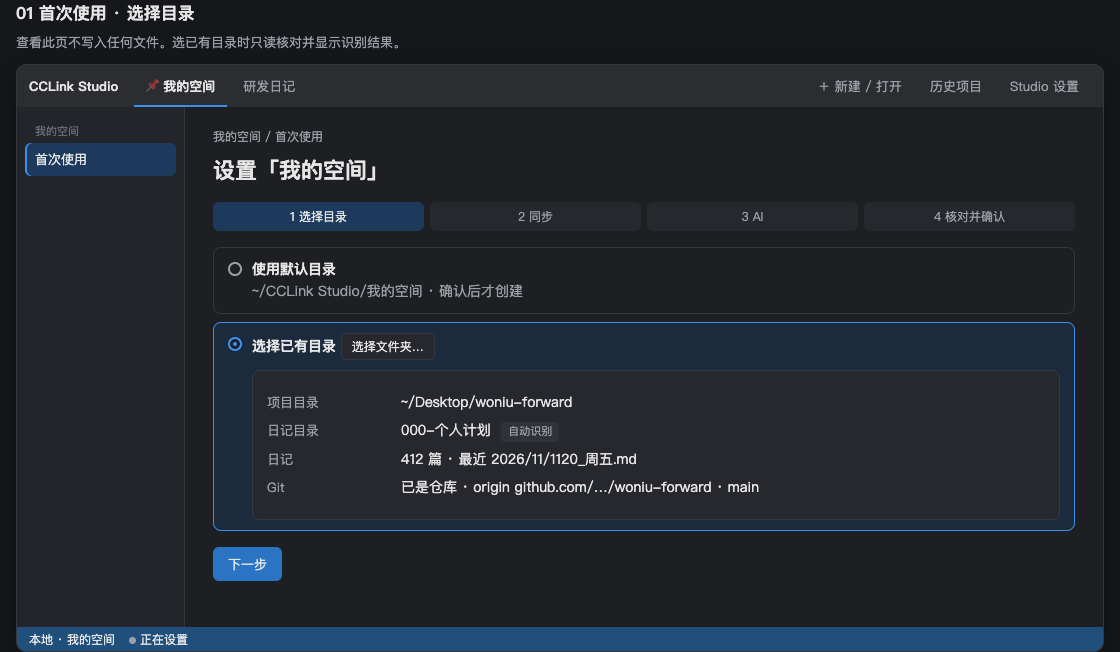 01 首次使用 · 选择目录
查看此页不写入任何文件。选已有目录时只读核对并显示识别结果。
CCLink Studio 我的空间 研发日记 + 新建 / 打开 历史项目 Studio 设置
我的空间
首次使用
我的空间 / 首次使用
设置「我的空间」
1 选择目录 2 同步 3 AI 4 核对并确认
使用默认目录
~/CCLink Studio/我的空间 · 确认后才创建
选择已有目录 选择文件夹...
项目目录 ~/Desktop/woniu-forward
日记目录 000-个人计划 自动识别
日记 412 篇 · 最近 2026/11/1120_周五.md
Git 已是仓库 · origin github.com/.../woniu-forward · main
下一步
本地 · 我的空间 正在设置